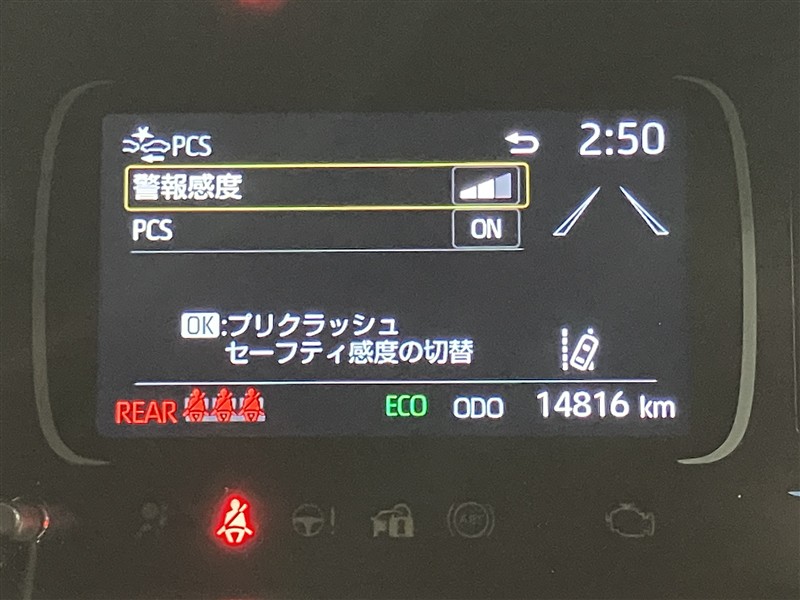 PCS
2:50
警報感度
PCS ON
OK:プリクラッシュ
セーフティ感度の切替
REAR ECO ODO 14816 km
ABS